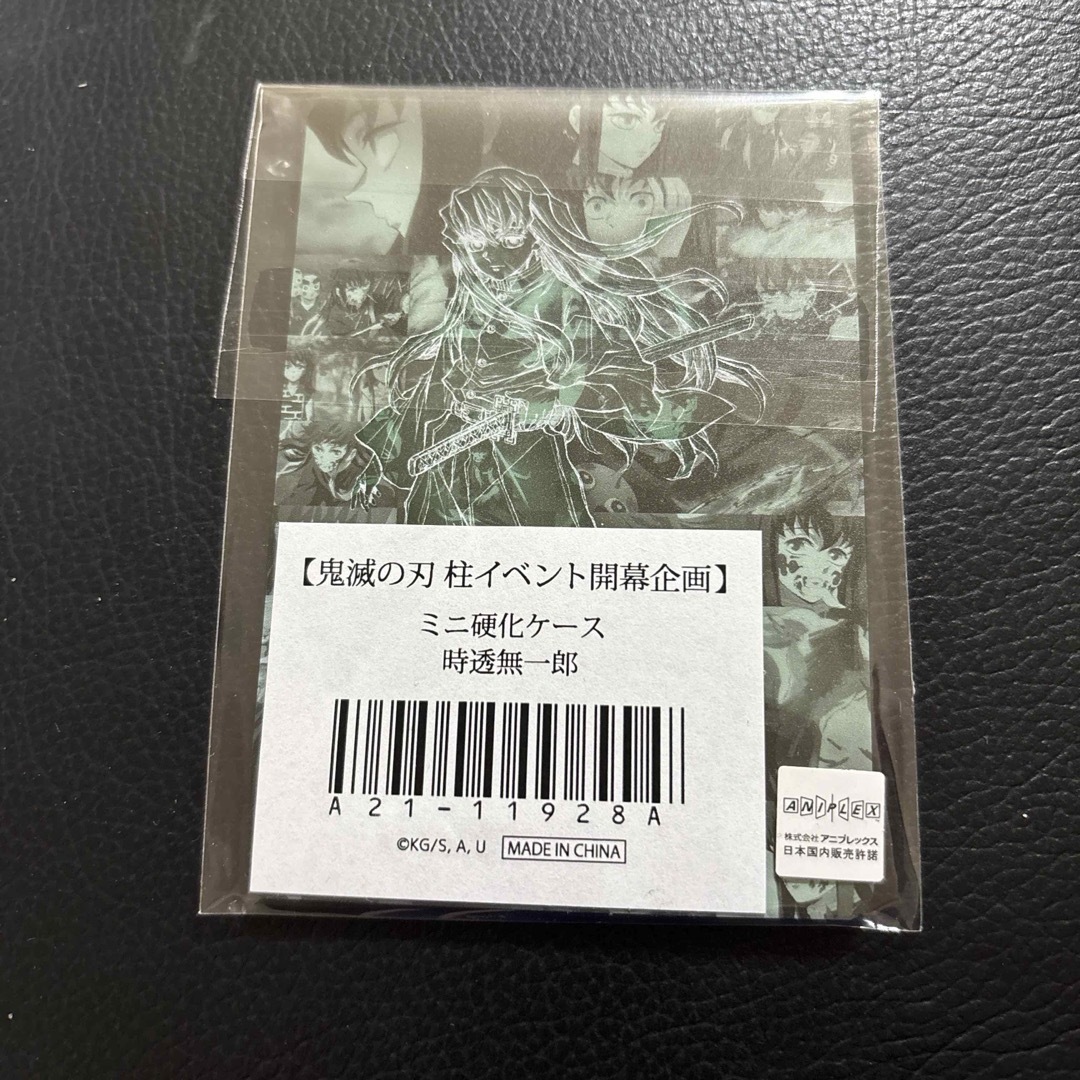 【鬼滅の刃 柱イベント開幕企画】
ミニ硬化ケース
時透無一郎
A21-11928A
©KG/S, A, U MADE IN CHINA
ANIPLEX
株式会社 アニプレックス
日本国内販売許諾